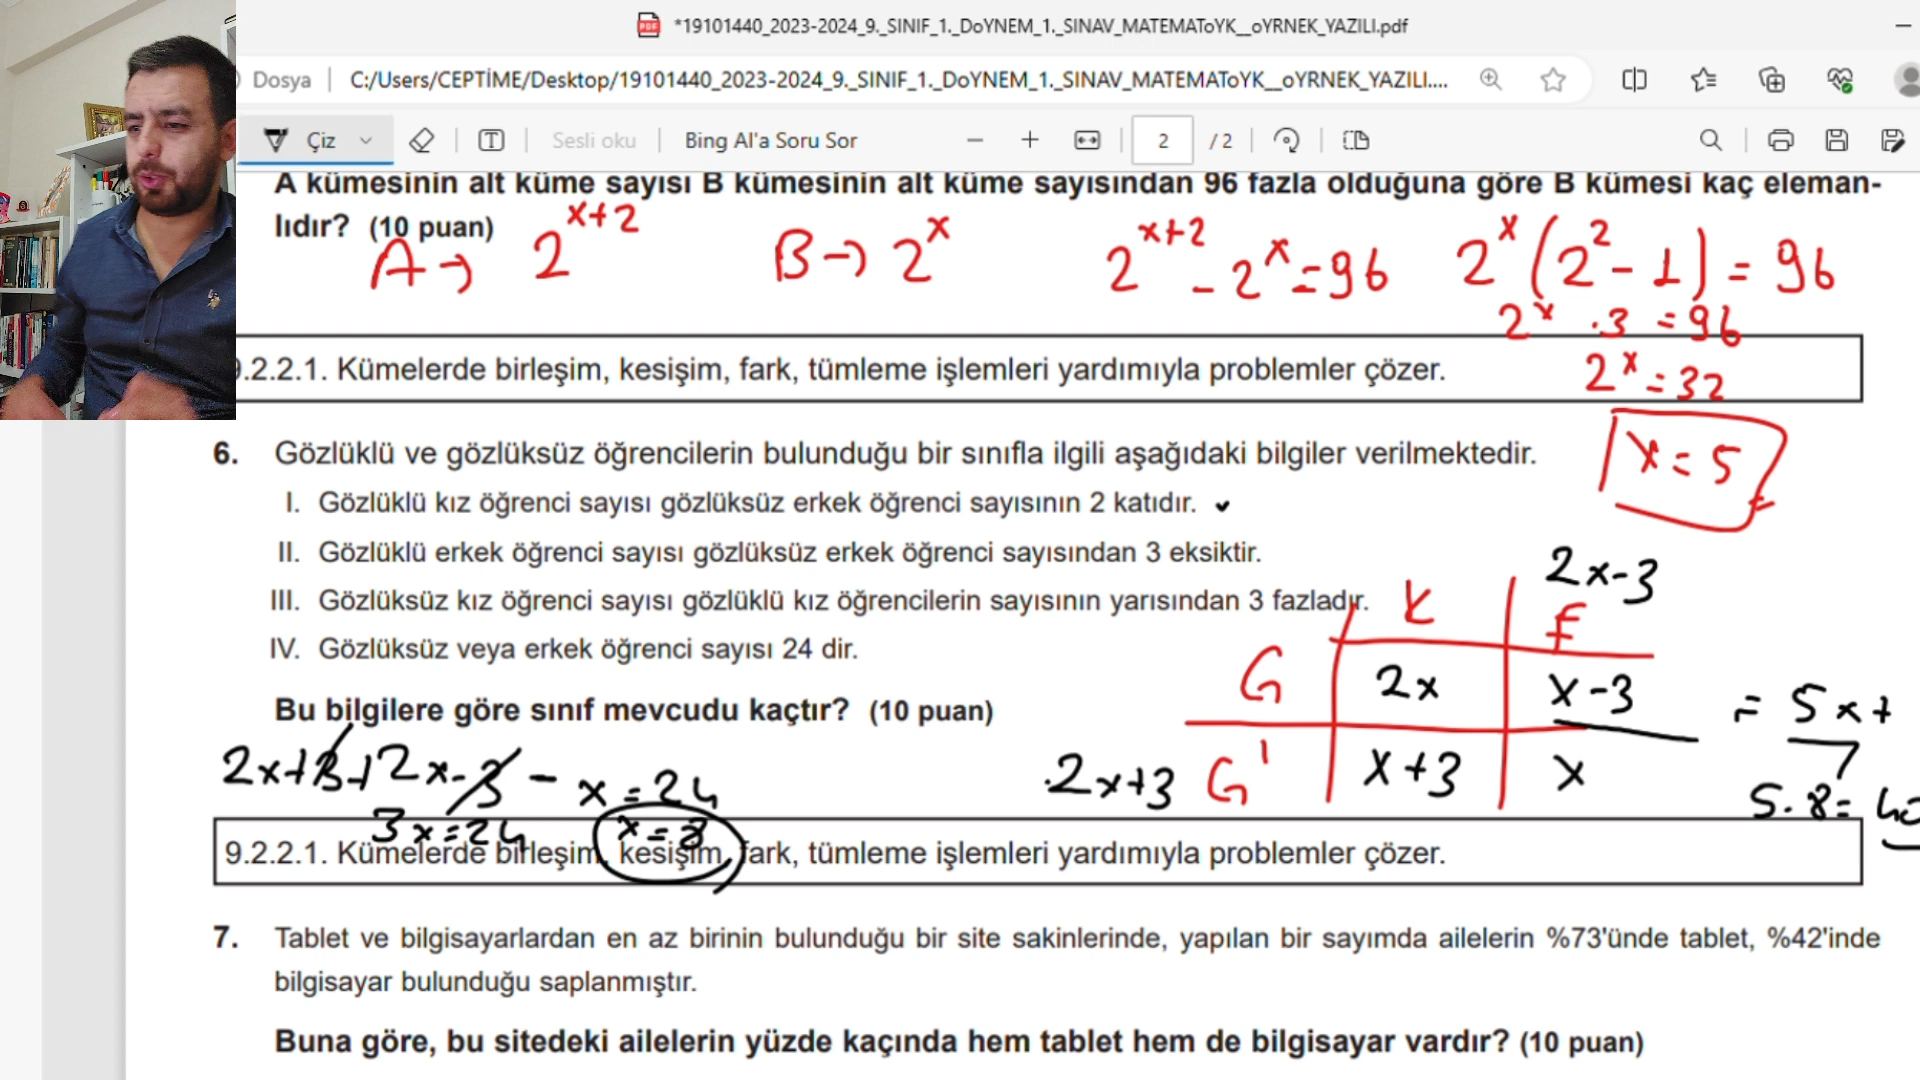 *19101440_2023-2024_9._SINIF_1._DoYNEM_1._SINAV_MATEMAToYK__oYRNEK_YAZILI.pdf
Dosya | C:/Users/CEPTİME/Desktop/19101440_2023-2024_9._SINIF_1._DoYNEM_1._SINAV_MATEMAToYK__oYRNEK_YAZILI....
Çiz Sesli oku Bing AI'a Soru Sor 2 / 2
A kümesinin alt küme sayısı B kümesinin alt küme sayısından 96 fazla olduğuna göre B kümesi kaç eleman-
lıdır? (10 puan)
A → 2^{x+2} B → 2^x 2^{x+2} - 2^x = 96 2^x (2^2 - 1) = 96
2^x . 3 = 96
.2.2.1. Kümelerde birleşim, kesişim, fark, tümleme işlemleri yardımıyla problemler çözer.
2^x = 32
x = 5
6. Gözlüklü ve gözlüksüz öğrencilerin bulunduğu bir sınıfla ilgili aşağıdaki bilgiler verilmektedir.
I. Gözlüklü kız öğrenci sayısı gözlüksüz erkek öğrenci sayısının 2 katıdır.
II. Gözlüklü erkek öğrenci sayısı gözlüksüz erkek öğrenci sayısından 3 eksiktir.
III. Gözlüksüz kız öğrenci sayısı gözlüklü kız öğrencilerin sayısının yarısından 3 fazladır.
IV. Gözlüksüz veya erkek öğrenci sayısı 24 dir.
2x-3
K E
G 2x x-3 = 5x+
2x+3 G' x+3 x
5.8=40
Bu bilgilere göre sınıf mevcudu kaçtır? (10 puan)
2x+3+2x-3 - x = 24
3x=24 x=8
9.2.2.1. Kümelerde birleşim, kesişim, fark, tümleme işlemleri yardımıyla problemler çözer.
7. Tablet ve bilgisayarlardan en az birinin bulunduğu bir site sakinlerinde, yapılan bir sayımda ailelerin %73'ünde tablet, %42'inde
bilgisayar bulunduğu saplanmıştır.
Buna göre, bu sitedeki ailelerin yüzde kaçında hem tablet hem de bilgisayar vardır? (10 puan)